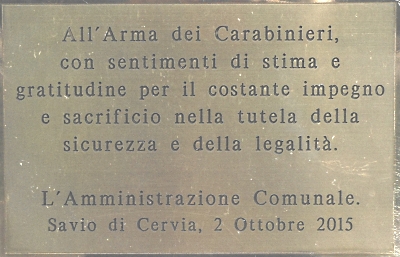 All'Arma dei Carabinieri,
con sentimenti di stima e
gratitudine per il costante impegno
e sacrificio nella tutela della
sicurezza e della legalità.
L'Amministrazione Comunale.
Savio di Cervia, 2 Ottobre 2015